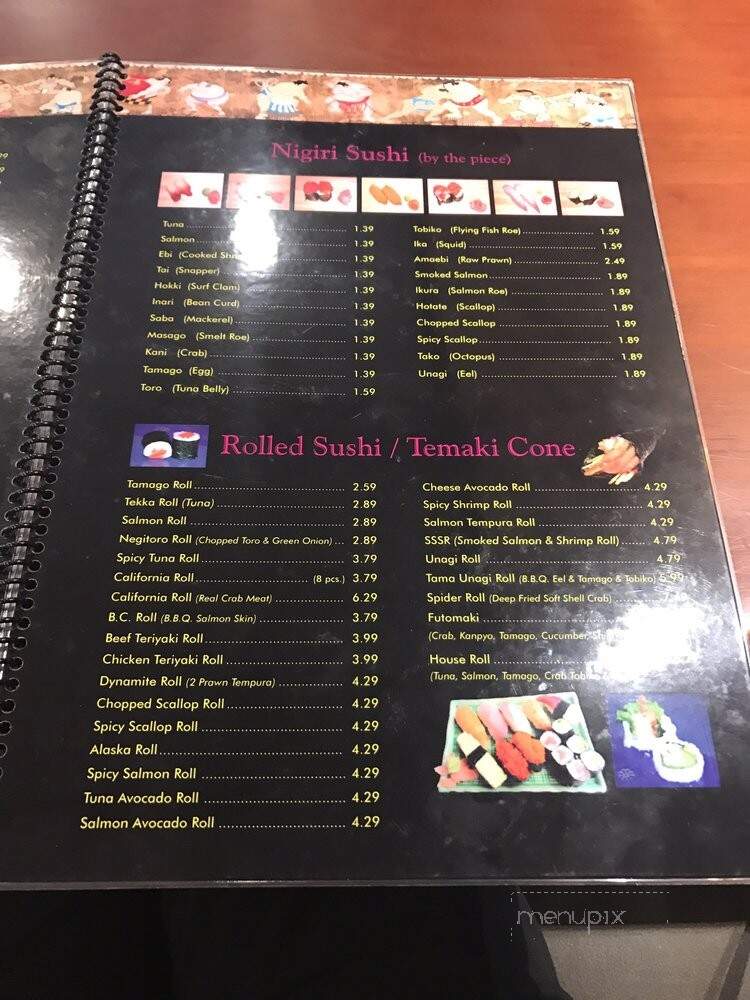 Nigiri Sushi (by the piece)
Tuna 1.39
Salmon 1.39
Ebi (Cooked 1.39
Tai (Snapper) 1.39
Hokki (Surf Clam) 1.39
Inari (Bean Curd) 1.39
Saba (Mackerel) 1.39
Masago (Smelt Roe) 1.39
Kani (Crab) 1.39
Tamago (Egg) 1.39
Toro (Tuna Belly) 1.59
Tobiko (Flying Fish Roe) 1.59
Ika (Squid) 1.59
Amaebi (Raw Prawn) 2.49
Smoked Salmon 1.89
Ikura (Salmon Roe) 1.89
Hotate (Scallop) 1.89
Chopped Scallop 1.89
Spicy Scallop 1.89
Tako (Octopus) 1.89
Unagi (Eel) 1.89
Rolled Sushi / Temaki Cone
Tamago Roll 2.59
Tekka Roll (Tuna) 2.89
Salmon Roll 2.89
Negitoro Roll (Chopped Toro & Green Onion) 2.89
Spicy Tuna Roll 3.79
California Roll (8 pcs.) 3.79
California Roll (Real Crab Meat) 6.29
B.C. Roll (B.B.Q. Salmon Skin) 3.79
Beef Teriyaki Roll 3.99
Chicken Teriyaki Roll 3.99
Dynamite Roll (2 Prawn Tempura) 4.29
Chopped Scallop Roll 4.29
Spicy Scallop Roll 4.29
Alaska Roll 4.29
Spicy Salmon Roll 4.29
Tuna Avocado Roll 4.29
Salmon Avocado Roll 4.29
Cheese Avocado Roll 4.29
Spicy Shrimp Roll 4.29
Salmon Tempura Roll 4.29
SSSR (Smoked Salmon & Shrimp Roll) 4.79
Unagi Roll 4.79
Tama Unagi Roll (B.B.Q. Eel & Tamago & Tobiko) 5.99
Spider Roll (Deep Fried Soft Shell Crab)
Futomaki
(Crab, Kanpyo, Tamago, Cucumber,
House Roll
(Tuna, Salmon, Tamago, Crab
menupix